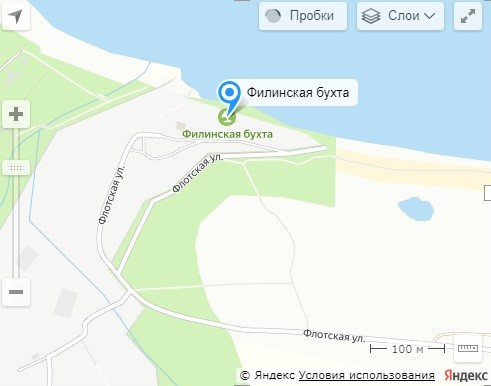 Пробки
Слои
Филинская бухта
Филинская бухта
Флотская ул.
Флотская ул.
Флотская ул.
100 м
© Яндекс Условия использования Яндекс